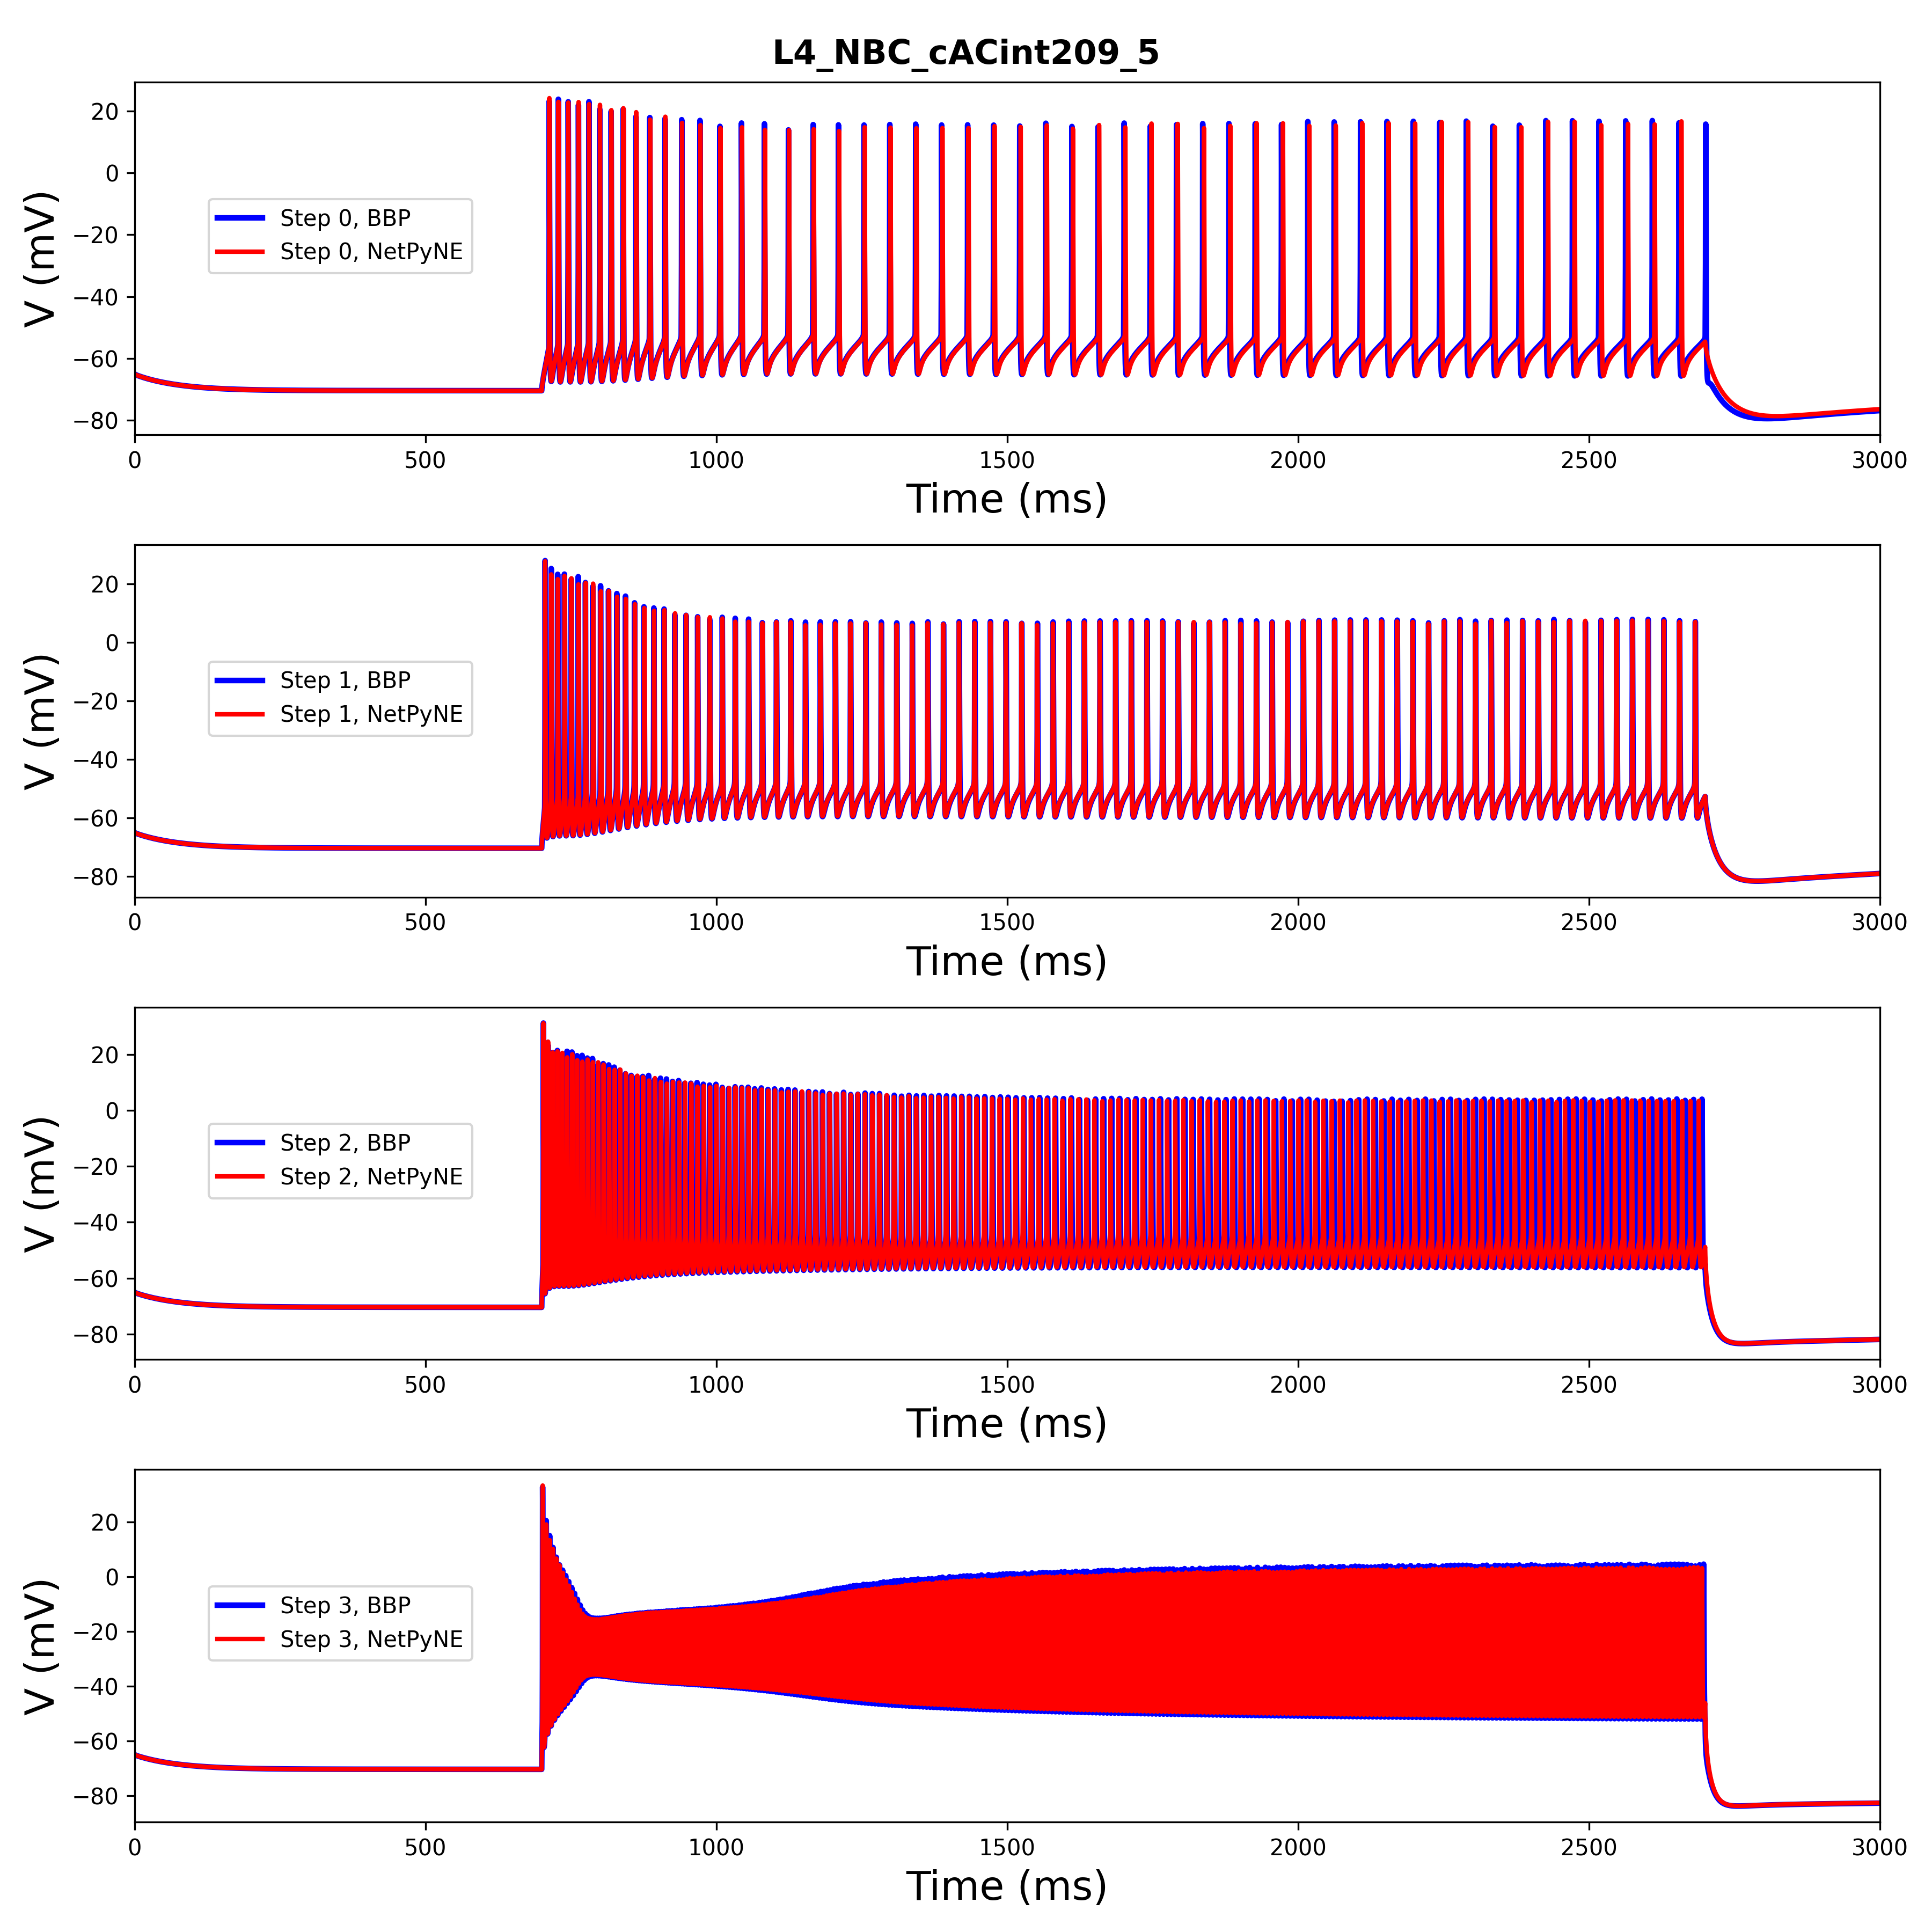 L4_NBC_cACint209_5
20
0
−20
−40
−60
−80
V (mV)
Step 0, BBP
Step 0, NetPyNE
0 500 1000 1500 2000 2500 3000
Time (ms)
20
0
−20
−40
−60
−80
V (mV)
Step 1, BBP
Step 1, NetPyNE
0 500 1000 1500 2000 2500 3000
Time (ms)
20
0
−20
−40
−60
−80
V (mV)
Step 2, BBP
Step 2, NetPyNE
0 500 1000 1500 2000 2500 3000
Time (ms)
20
0
−20
−40
−60
−80
V (mV)
Step 3, BBP
Step 3, NetPyNE
0 500 1000 1500 2000 2500 3000
Time (ms)